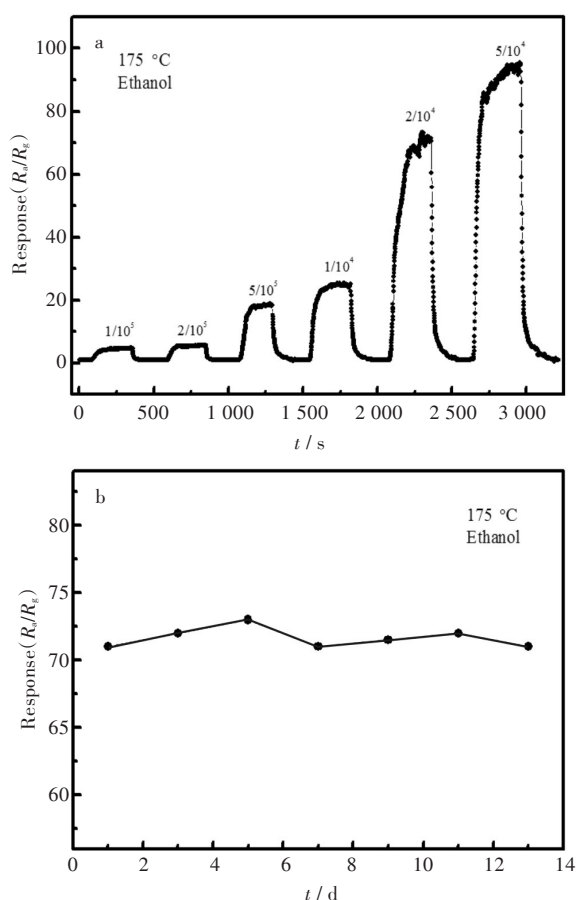 a
175 °C
Ethanol
1/10⁵
2/10⁵
5/10⁵
1/10⁴
2/10⁴
5/10⁴
Response(Rₐ/R_g)
100
80
60
40
20
0
0 500 1 000 1 500 2 000 2 500 3 000
t / s
b
175 °C
Ethanol
Response(Rₐ/R_g)
80
75
70
65
60
0 2 4 6 8 10 12 14
t / d